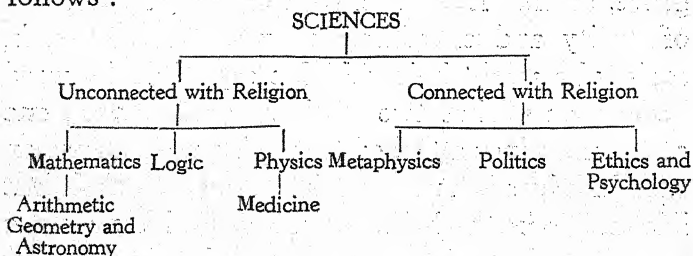 follows :
SCIENCES
Unconnected with Religion Connected with Religion
Mathematics Logic Physics Metaphysics Politics Ethics and
Psychology
Arithmetic Medicine
Geometry and
Astronomy